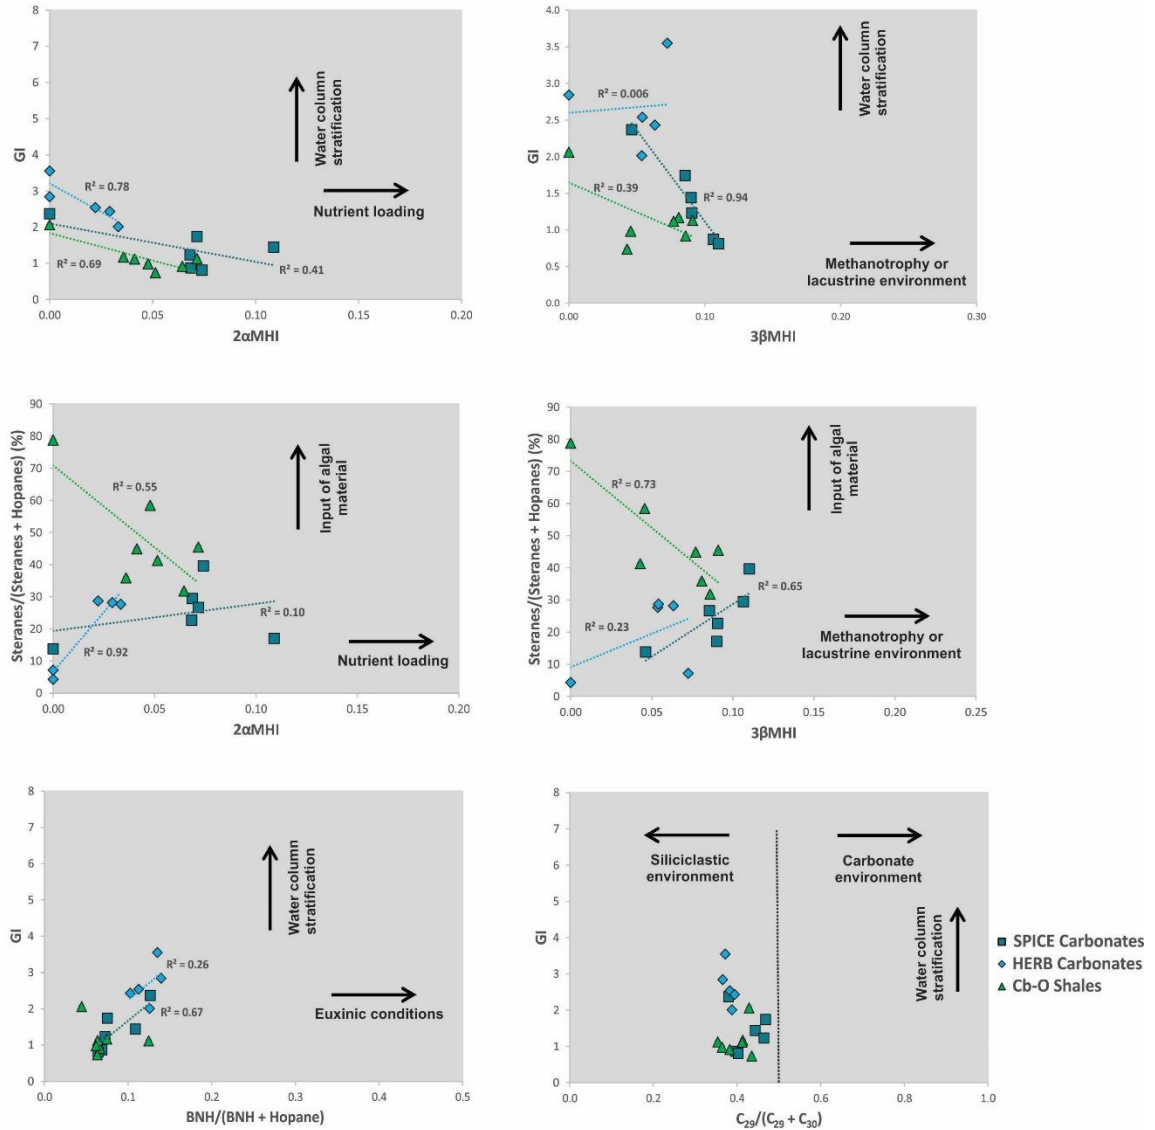 8
7
6
5
4
3
2
1
0
GI
0.00
0.05
0.10
0.15
0.20
2αMHI
Water column
stratification
Nutrient loading
R² = 0.78
R² = 0.69
R² = 0.41
4.0
3.5
3.0
2.5
2.0
1.5
1.0
0.5
0.0
GI
0.00
0.10
0.20
0.30
3βMHI
Water column
stratification
R² = 0.006
R² = 0.39
R² = 0.94
Methanotrophy or
lacustrine environment
90
80
70
60
50
40
30
20
10
0
Steranes/(Steranes + Hopanes) (%)
0.00
0.05
0.10
0.15
0.20
2αMHI
Input of algal
material
R² = 0.55
R² = 0.10
R² = 0.92
Nutrient loading
90
80
70
60
50
40
30
20
10
0
Steranes/(Steranes + Hopanes) (%)
0.00
0.05
0.10
0.15
0.20
0.25
3βMHI
Input of algal
material
R² = 0.73
R² = 0.65
R² = 0.23
Methanotrophy or
lacustrine environment
8
7
6
5
4
3
2
1
0
GI
0.0
0.1
0.2
0.3
0.4
0.5
BNH/(BNH + Hopane)
Water column
stratification
R² = 0.26
R² = 0.67
Euxinic conditions
8
7
6
5
4
3
2
1
0
GI
0.0
0.2
0.4
0.6
0.8
1.0
C₂₉/(C₂₉ + C₃₀)
Siliciclastic
environment
Carbonate
environment
Water column
stratification
SPICE Carbonates
HERB Carbonates
Cb-O Shales